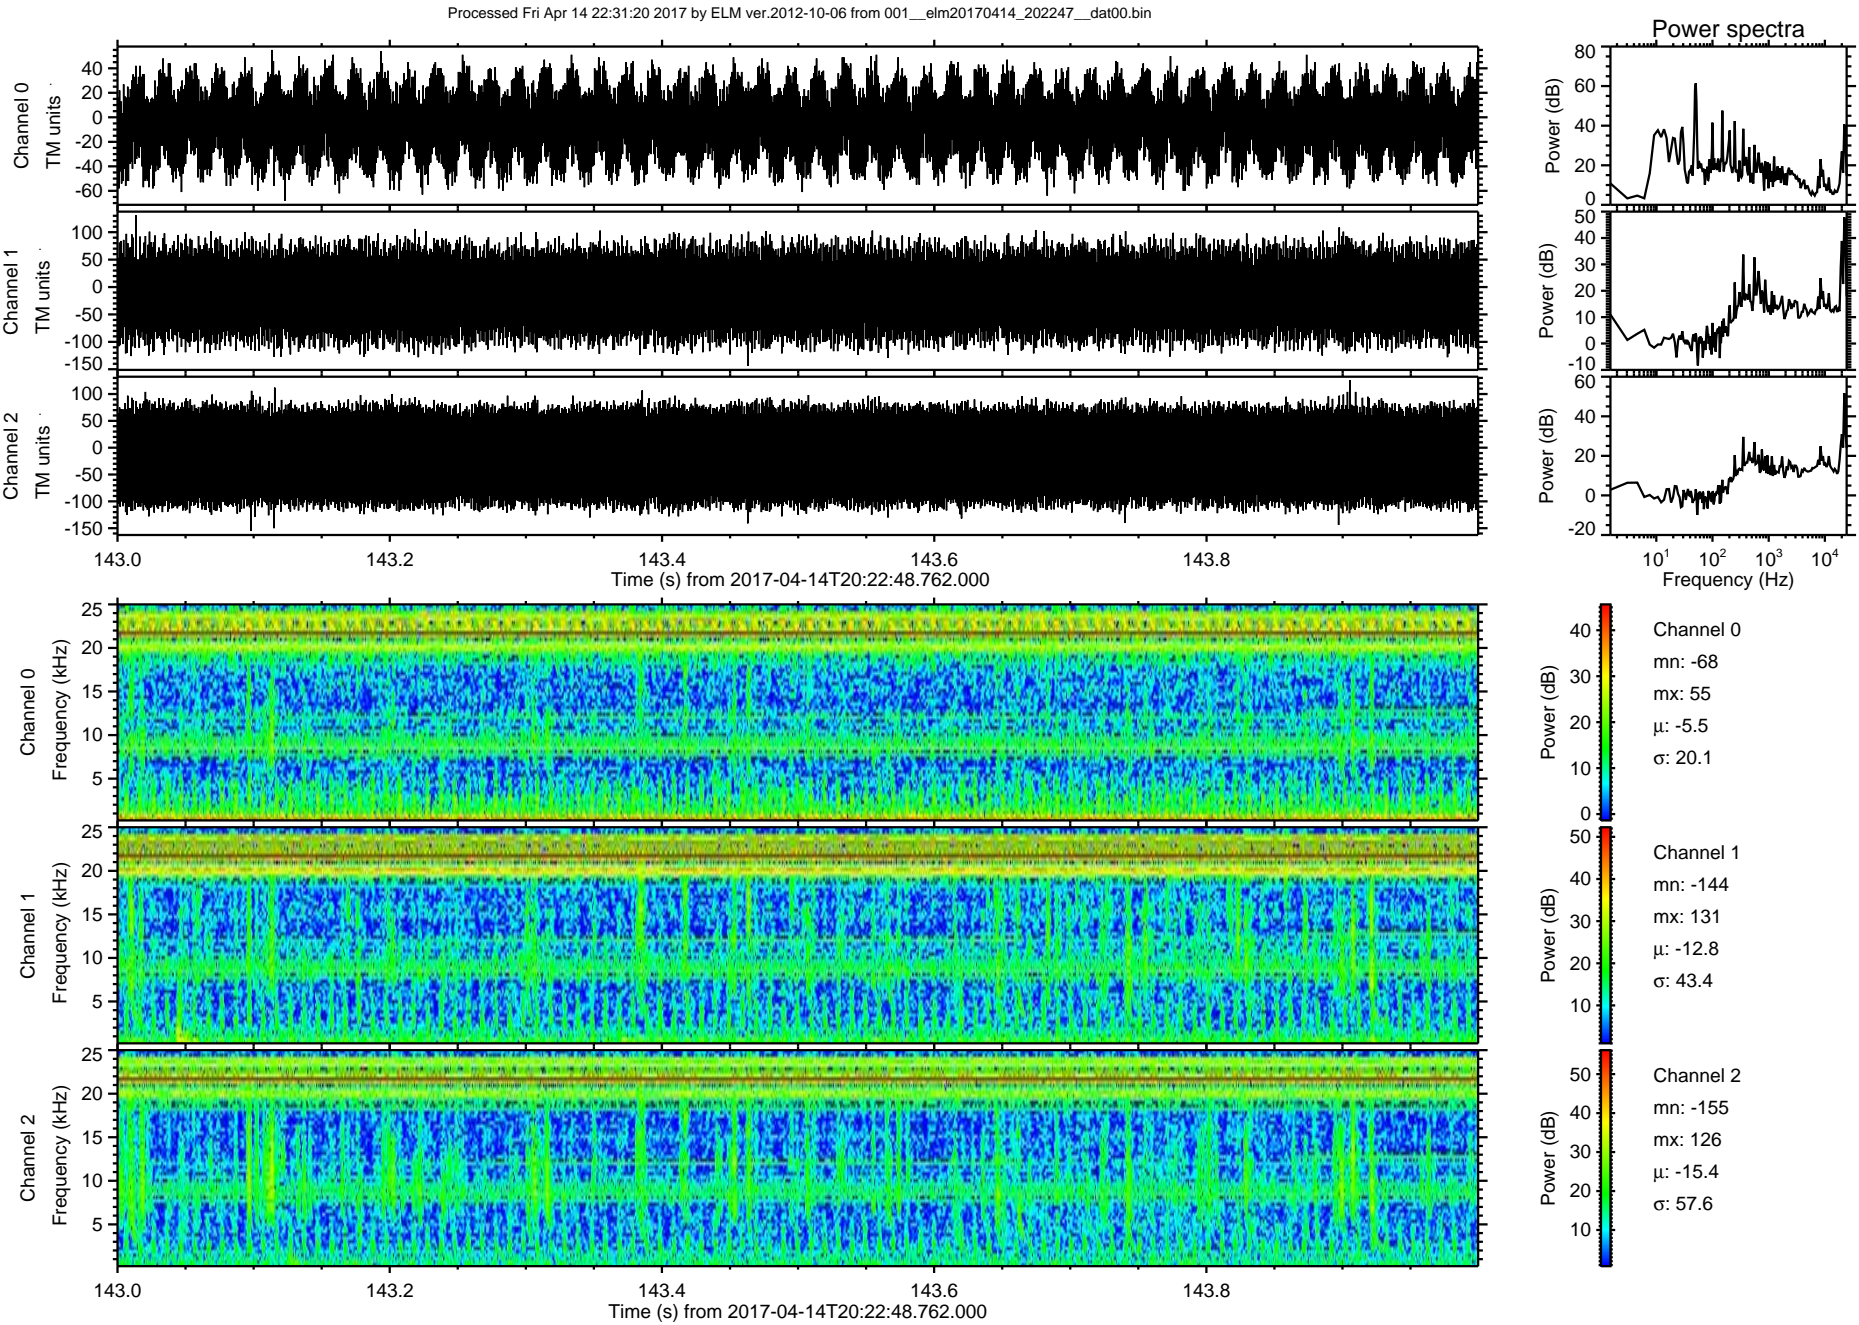 Processed Fri Apr 14 22:31:20 2017 by ELM ver.2012-10-06 from 001__elm20170414_202247__dat00.bin
Power spectra
Channel 0
TM units
40
20
0
-20
-40
-60
Power (dB)
80
60
40
20
0
Channel 1
TM units
100
50
0
-50
-100
-150
Power (dB)
50
40
30
20
10
0
-10
Channel 2
TM units
100
50
0
-50
-100
-150
Power (dB)
60
40
20
0
-20
143.0 143.2 143.4 143.6 143.8
Time (s) from 2017-04-14T20:22:48.762.000
10^1 10^2 10^3 10^4
Frequency (Hz)
Channel 0
Frequency (kHz)
25
20
15
10
5
Power (dB)
40
30
20
10
0
Channel 0
mn: -68
mx: 55
μ: -5.5
σ: 20.1
Channel 1
Frequency (kHz)
25
20
15
10
5
Power (dB)
50
40
30
20
10
Channel 1
mn: -144
mx: 131
μ: -12.8
σ: 43.4
Channel 2
Frequency (kHz)
25
20
15
10
5
Power (dB)
50
40
30
20
10
Channel 2
mn: -155
mx: 126
μ: -15.4
σ: 57.6
143.0 143.2 143.4 143.6 143.8
Time (s) from 2017-04-14T20:22:48.762.000